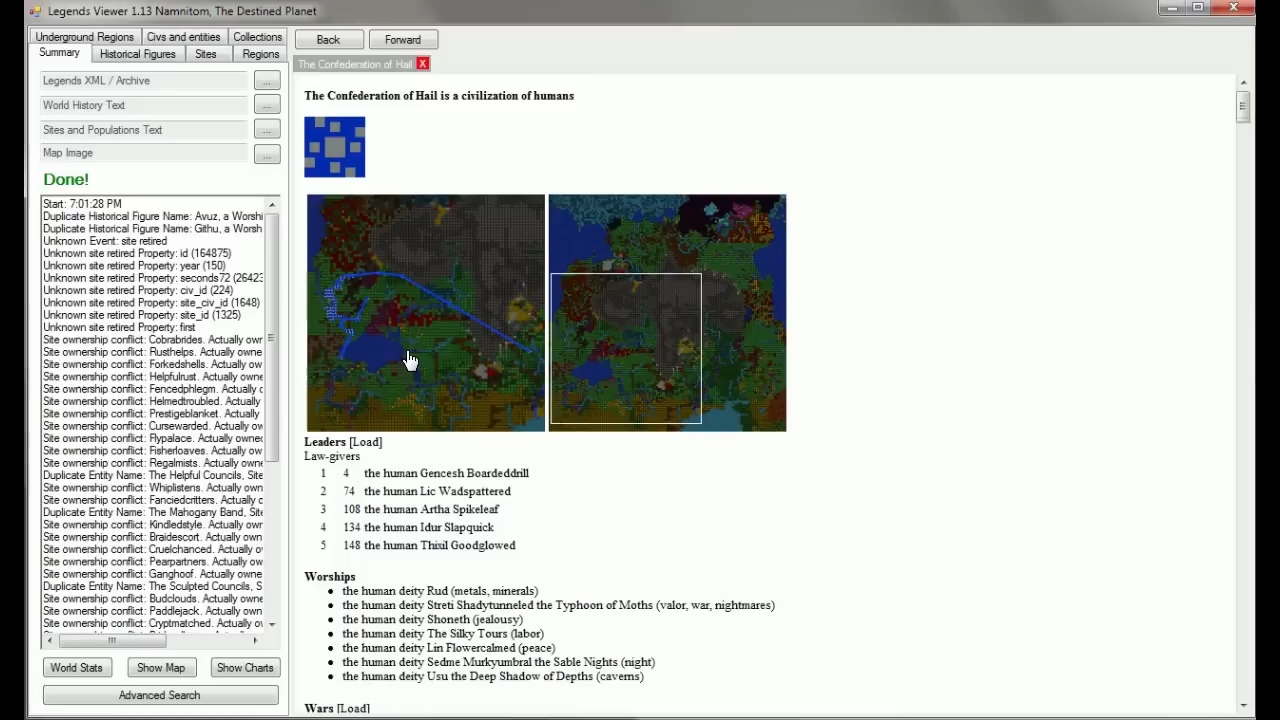 Legends Viewer 1.13 Namnitom, The Destined Planet
Underground Regions Civs and entities Collections
Summary Historical Figures Sites Regions
Legends XML / Archive ...
World History Text ...
Sites and Populations Text ...
Map Image ...
Done!
Start: 7:01:28 PM
Duplicate Historical Figure Name: Avuz, a Worshi
Duplicate Historical Figure Name: Githu, a Worsh
Unknown Event: site retired
Unknown site retired Property: id (164875)
Unknown site retired Property: year (150)
Unknown site retired Property: seconds72 (26423
Unknown site retired Property: civ_id (224)
Unknown site retired Property: site_civ_id (1648)
Unknown site retired Property: site_id (1325)
Unknown site retired Property: first
Site ownership conflict: Cobrabrides. Actually own
Site ownership conflict: Rusthelps. Actually owne
Site ownership conflict: Forkedshells. Actually own
Site ownership conflict: Helpfulrust. Actually owne
Site ownership conflict: Fencedphlegm. Actually o
Site ownership conflict: Helmedtroubled. Actually o
Site ownership conflict: Prestigeblanket. Actually
Site ownership conflict: Cursewarded. Actually ow
Site ownership conflict: Flypalace. Actually owned
Site ownership conflict: Fisherloaves. Actually own
Site ownership conflict: Regalmists. Actually owne
Duplicate Entity Name: The Helpful Councils, Site
Site ownership conflict: Whiplistens. Actually owne
Site ownership conflict: Fanciedcritters. Actually o
Duplicate Entity Name: The Mahogany Band, Site
Site ownership conflict: Kindledstyle. Actually own
Site ownership conflict: Braidescort. Actually own
Site ownership conflict: Cruelchanced. Actually ow
Site ownership conflict: Pearpartners. Actually own
Site ownership conflict: Ganghoof. Actually owned
Duplicate Entity Name: The Sculpted Councils, S
Site ownership conflict: Budclouds. Actually owne
Site ownership conflict: Paddlejack. Actually owne
Site ownership conflict: Cryptmatched. Actually ow
World Stats Show Map Show Charts
Advanced Search
Back Forward
The Confederation of Hail X
The Confederation of Hail is a civilization of humans
Leaders [Load]
Law-givers
1 4 the human Gencesh Boardeddrill
2 74 the human Lic Wadspattered
3 108 the human Artha Spikeleaf
4 134 the human Idur Slapquick
5 148 the human Thixil Goodglowed
Worships
• the human deity Rud (metals, minerals)
• the human deity Streti Shadytunneled the Typhoon of Moths (valor, war, nightmares)
• the human deity Shoneth (jealousy)
• the human deity The Silky Tours (labor)
• the human deity Lin Flowercalmed (peace)
• the human deity Sedme Murkyumbral the Sable Nights (night)
• the human deity Usu the Deep Shadow of Depths (caverns)
Wars [Load]